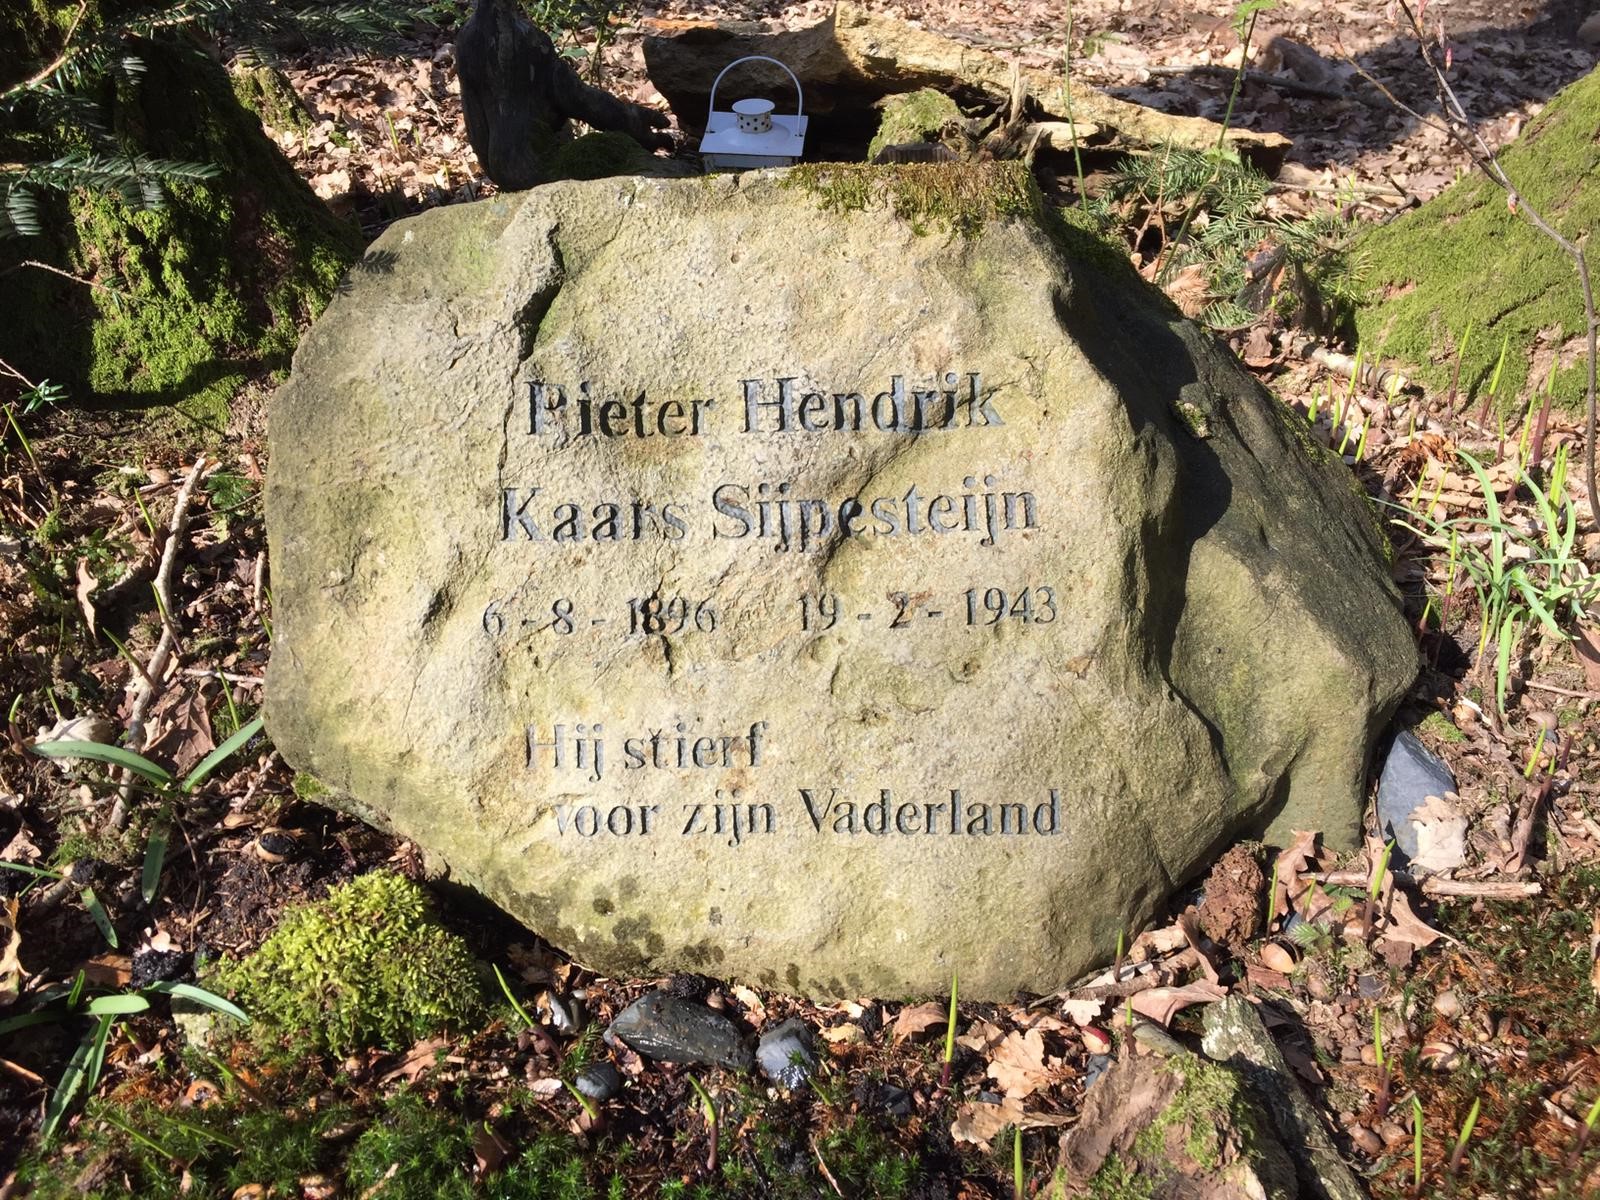 Pieter Hendrik
Kaars Sijpesteijn
6 - 8 - 1896 19 - 2 - 1943
Hij stierf
voor zijn Vaderland